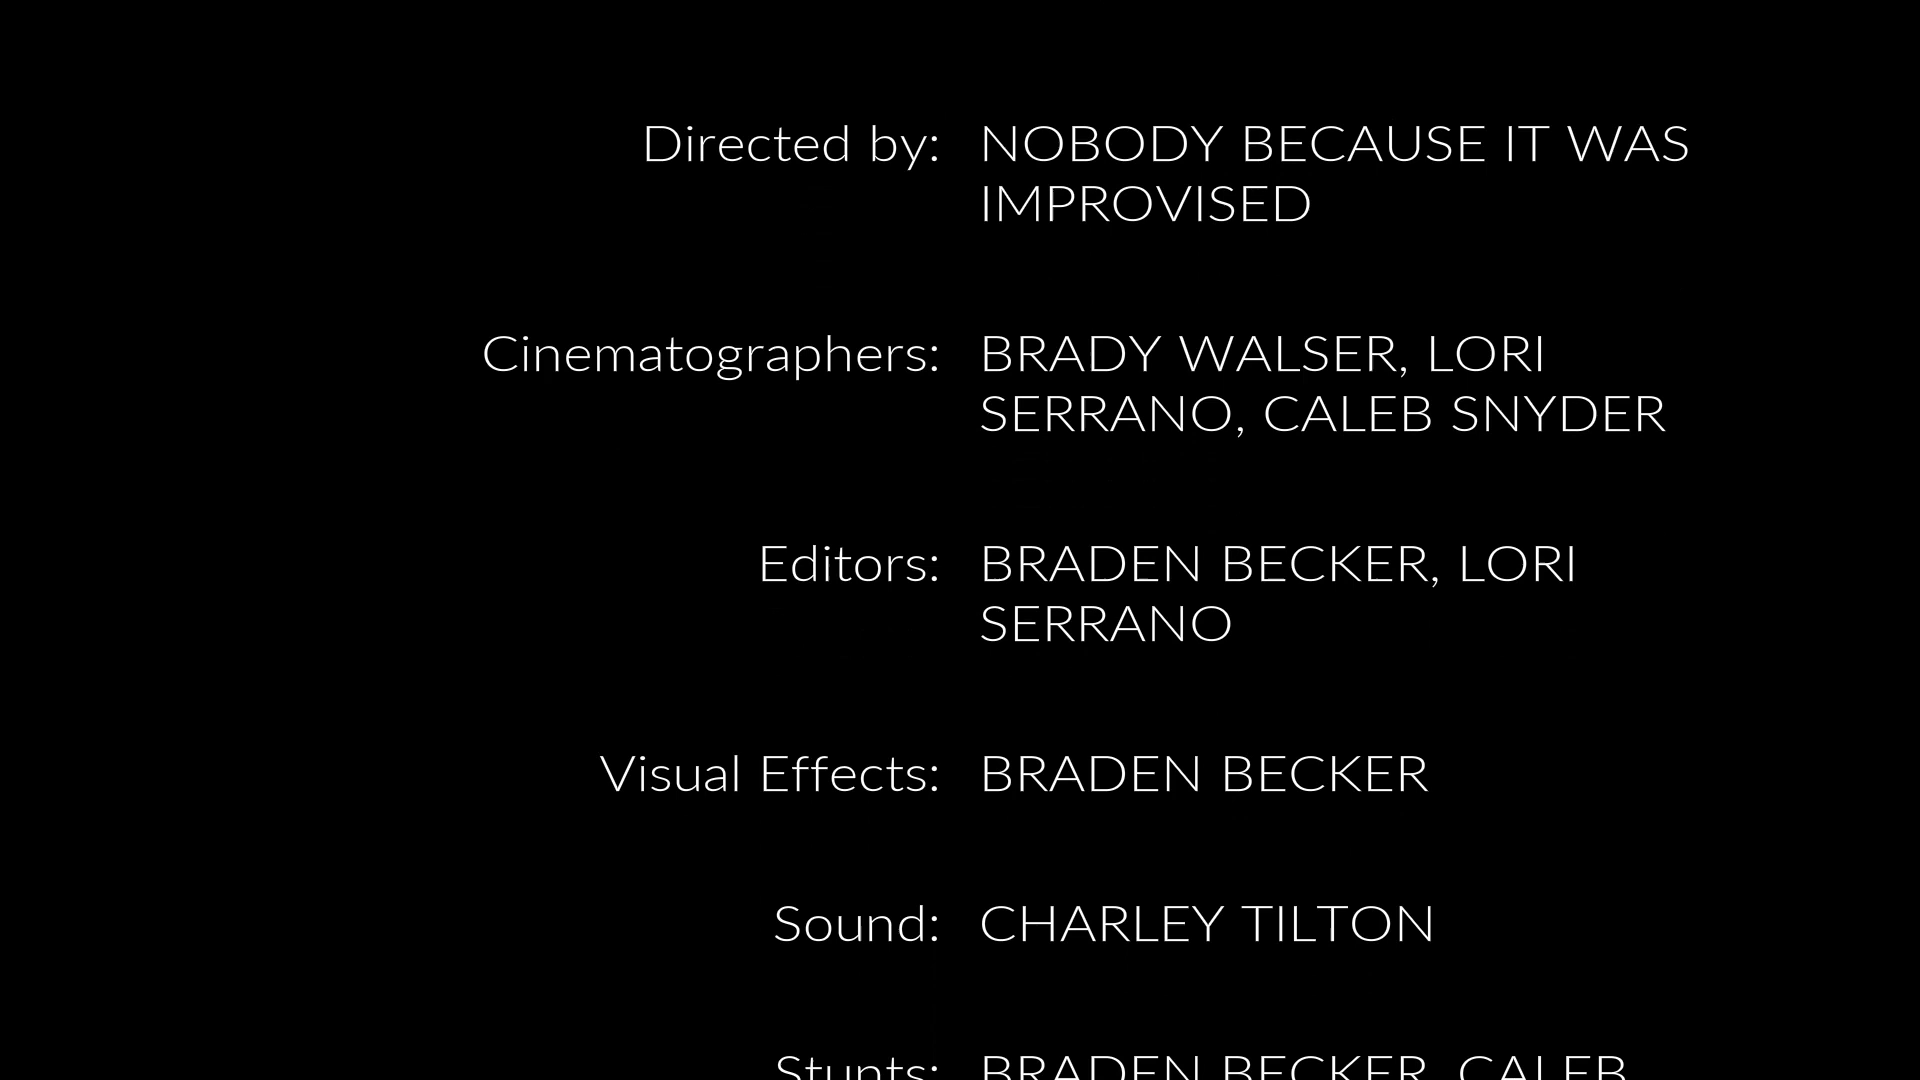 Directed by: NOBODY BECAUSE IT WAS
IMPROVISED
Cinematographers: BRADY WALSER, LORI
SERRANO, CALEB SNYDER
Editors: BRADEN BECKER, LORI
SERRANO
Visual Effects: BRADEN BECKER
Sound: CHARLEY TILTON
Stunts: BRADEN BECKER, CALEB